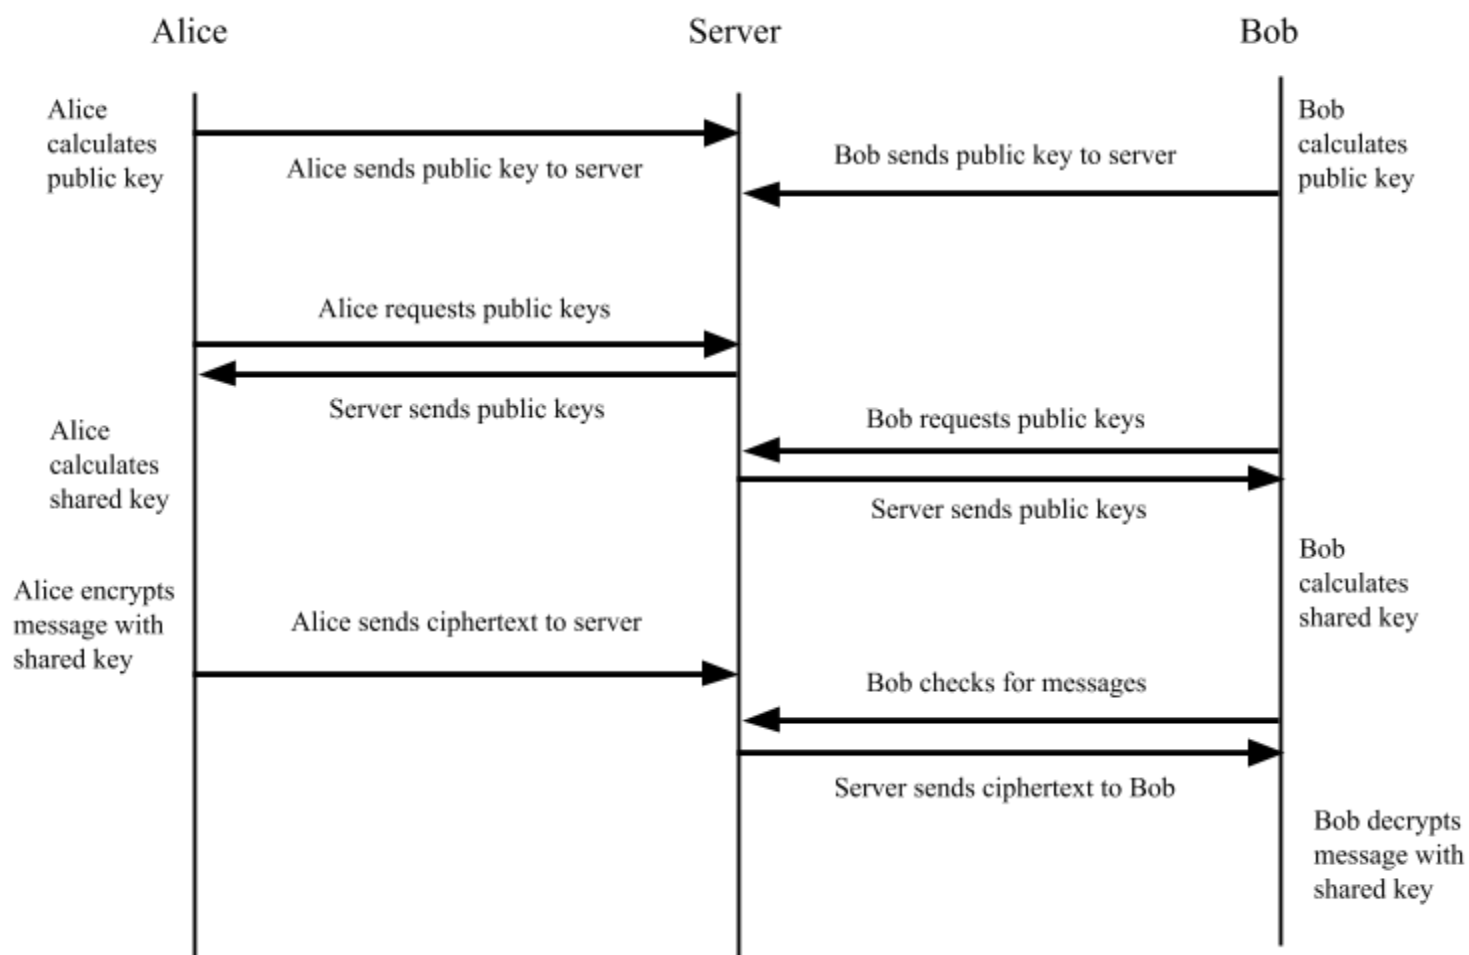 Alice
Server
Bob
Alice
calculates
public key
Alice sends public key to server
Bob sends public key to server
Bob
calculates
public key
Alice requests public keys
Server sends public keys
Alice
calculates
shared key
Bob requests public keys
Server sends public keys
Bob
calculates
shared key
Alice encrypts
message with
shared key
Alice sends ciphertext to server
Bob checks for messages
Server sends ciphertext to Bob
Bob decrypts
message with
shared key